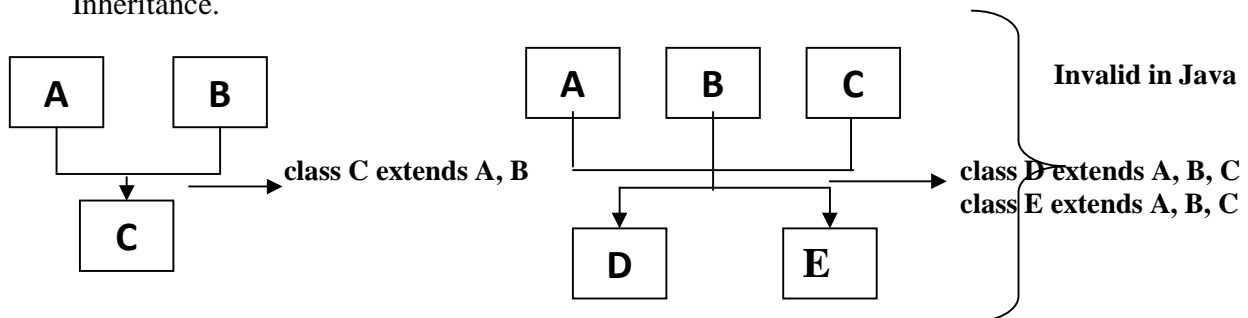 Inheritance.
A
B
C
class C extends A, B
A
B
C
D
E
class D extends A, B, C
class E extends A, B, C
Invalid in Java